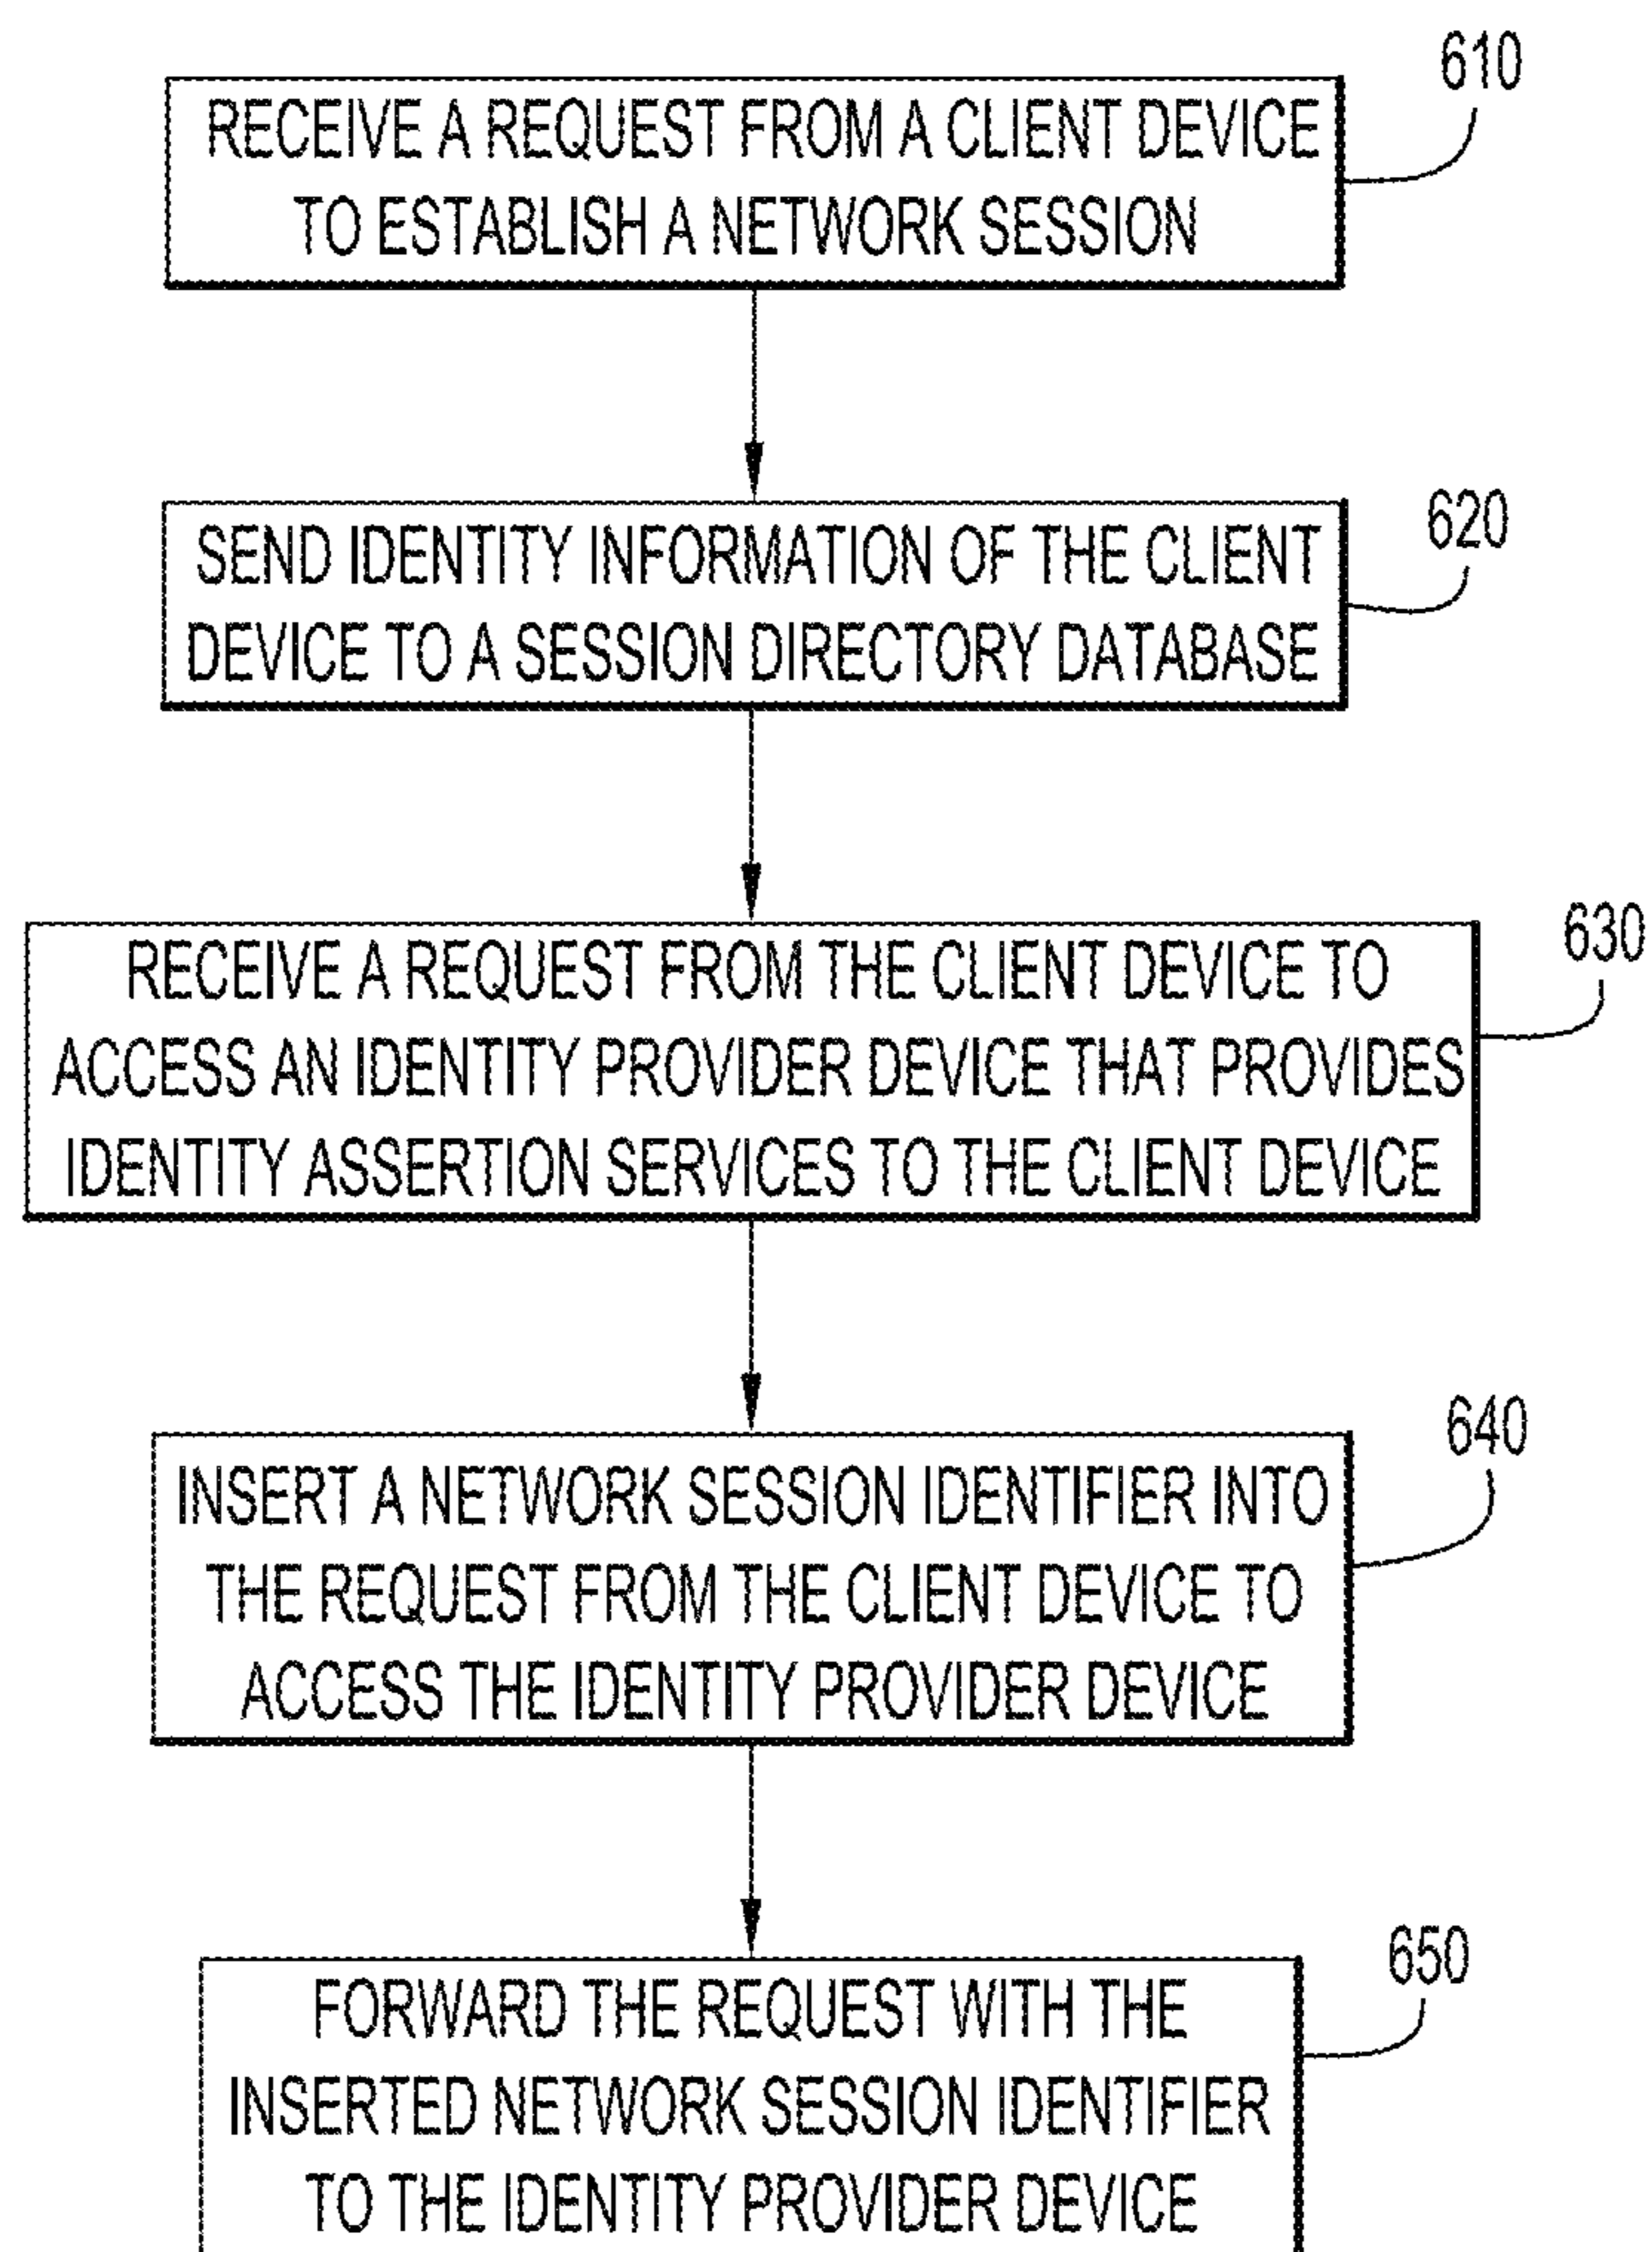 610
RECEIVE A REQUEST FROM A CLIENT DEVICE
TO ESTABLISH A NETWORK SESSION
620
SEND IDENTITY INFORMATION OF THE CLIENT
DEVICE TO A SESSION DIRECTORY DATABASE
630
RECEIVE A REQUEST FROM THE CLIENT DEVICE TO
ACCESS AN IDENTITY PROVIDER DEVICE THAT PROVIDES
IDENTITY ASSERTION SERVICES TO THE CLIENT DEVICE
640
INSERT A NETWORK SESSION IDENTIFIER INTO
THE REQUEST FROM THE CLIENT DEVICE TO
ACCESS THE IDENTITY PROVIDER DEVICE
650
FORWARD THE REQUEST WITH THE
INSERTED NETWORK SESSION IDENTIFIER
TO THE IDENTITY PROVIDER DEVICE